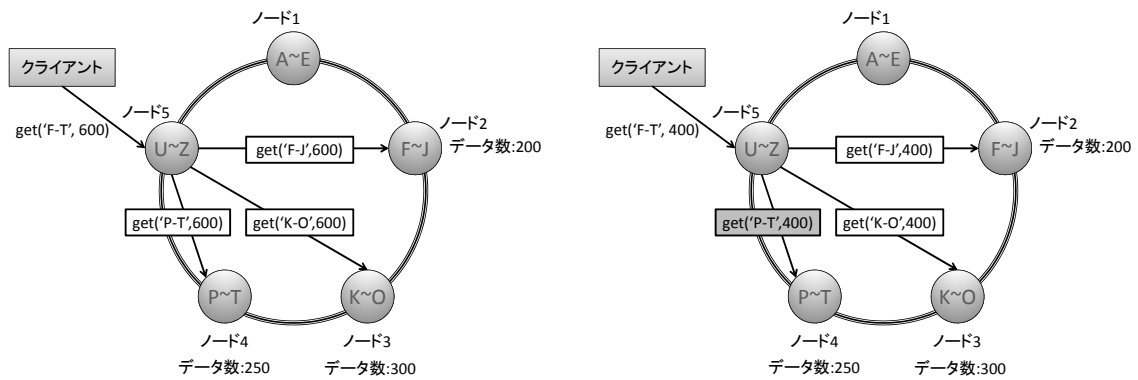 ノード1
A~E
クライアント
ノード5
get('F-T', 600)
U~Z
get('F-J',600)
ノード2
F~J
データ数:200
get('P-T',600)
get('K-O',600)
P~T
K~O
ノード4
データ数:250
ノード3
データ数:300
ノード1
A~E
クライアント
ノード5
get('F-T', 400)
U~Z
get('F-J',400)
ノード2
F~J
データ数:200
get('P-T',400)
get('K-O',400)
P~T
K~O
ノード4
データ数:250
ノード3
データ数:300